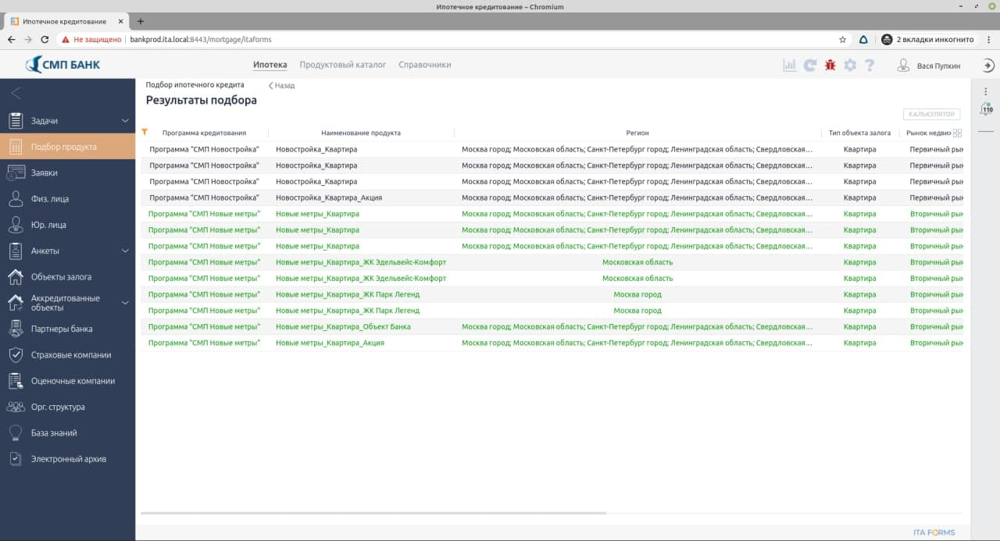 Ипотечное кредитование – Chromium
Ипотечное кредитование
Не защищено bankprod.ita.local:8443/mortgage/itaforms 2 вкладки инкогнито
СМП БАНК Ипотека Продуктовый каталог Справочники Вася Пупкин
Задачи
Подбор продукта
Заявки
Физ. лица
Юр. лица
Анкеты
Объекты залога
Аккредитованные
объекты
Партнеры банка
Страховые компании
Оценочные компании
Орг. структура
База знаний
Электронный архив
Подбор ипотечного кредита Назад
Результаты подбора
110
КАЛЬКУЛЯТОР
Программа кредитования Наименование продукта Регион Тип объекта залога Рынок недвиж
Программа "СМП Новостройка" Новостройка_Квартира Москва город; Московская область; Санкт-Петербург город; Ленинградская область; Свердловская... Квартира Первичный рын
Программа "СМП Новостройка" Новостройка_Квартира Москва город; Московская область; Санкт-Петербург город; Ленинградская область; Свердловская... Квартира Первичный рын
Программа "СМП Новостройка" Новостройка_Квартира Москва город; Московская область; Санкт-Петербург город; Ленинградская область; Свердловская... Квартира Первичный рын
Программа "СМП Новостройка" Новостройка_Квартира_Акция Москва город; Московская область; Санкт-Петербург город; Ленинградская область; Свердловская... Квартира Первичный рын
Программа "СМП Новые метры" Новые метры_Квартира Москва город; Московская область; Санкт-Петербург город; Ленинградская область; Свердловская... Квартира Вторичный рын
Программа "СМП Новые метры" Новые метры_Квартира Москва город; Московская область; Санкт-Петербург город; Ленинградская область; Свердловская... Квартира Вторичный рын
Программа "СМП Новые метры" Новые метры_Квартира Москва город; Московская область; Санкт-Петербург город; Ленинградская область; Свердловская... Квартира Вторичный рын
Программа "СМП Новые метры" Новые метры_Квартира_ЖК Эдельвейс-Комфорт Московская область Квартира Вторичный рын
Программа "СМП Новые метры" Новые метры_Квартира_ЖК Эдельвейс-Комфорт Московская область Квартира Вторичный рын
Программа "СМП Новые метры" Новые метры_Квартира_ЖК Парк Легенд Москва город Квартира Вторичный рын
Программа "СМП Новые метры" Новые метры_Квартира_ЖК Парк Легенд Москва город Квартира Вторичный рын
Программа "СМП Новые метры" Новые метры_Квартира_Объект Банка Москва город; Московская область; Санкт-Петербург город; Ленинградская область; Свердловская... Квартира Вторичный рын
Программа "СМП Новые метры" Новые метры_Квартира_Акция Москва город; Московская область; Санкт-Петербург город; Ленинградская область; Свердловская... Квартира Вторичный рын
ITA FORMS